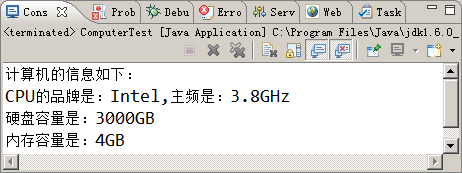 Cons Prob Debu Erro Serv Web Task
<terminated> ComputerTest [Java Application] C:\Program Files\Java\jdk1.6.0_
计算机的信息如下：
CPU的品牌是：Intel,主频是：3.8GHz
硬盘容量是：3000GB
内存容量是：4GB